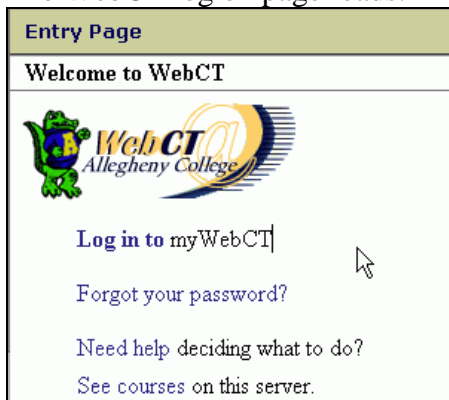 Entry Page
Welcome to WebCT
WebCT
Allegheny College
Log in to myWebCT
Forgot your password?
Need help deciding what to do?
See courses on this server.